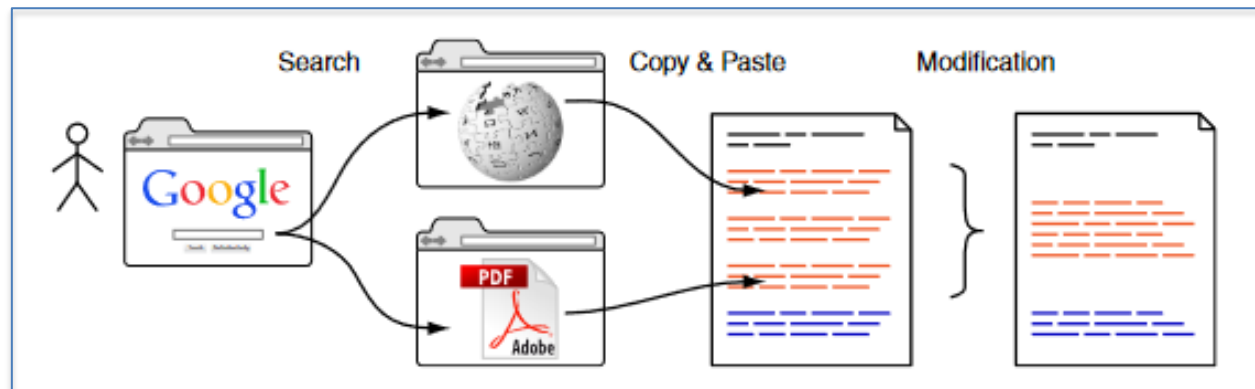 Search
Copy & Paste
Modification
Google
PDF
Adobe